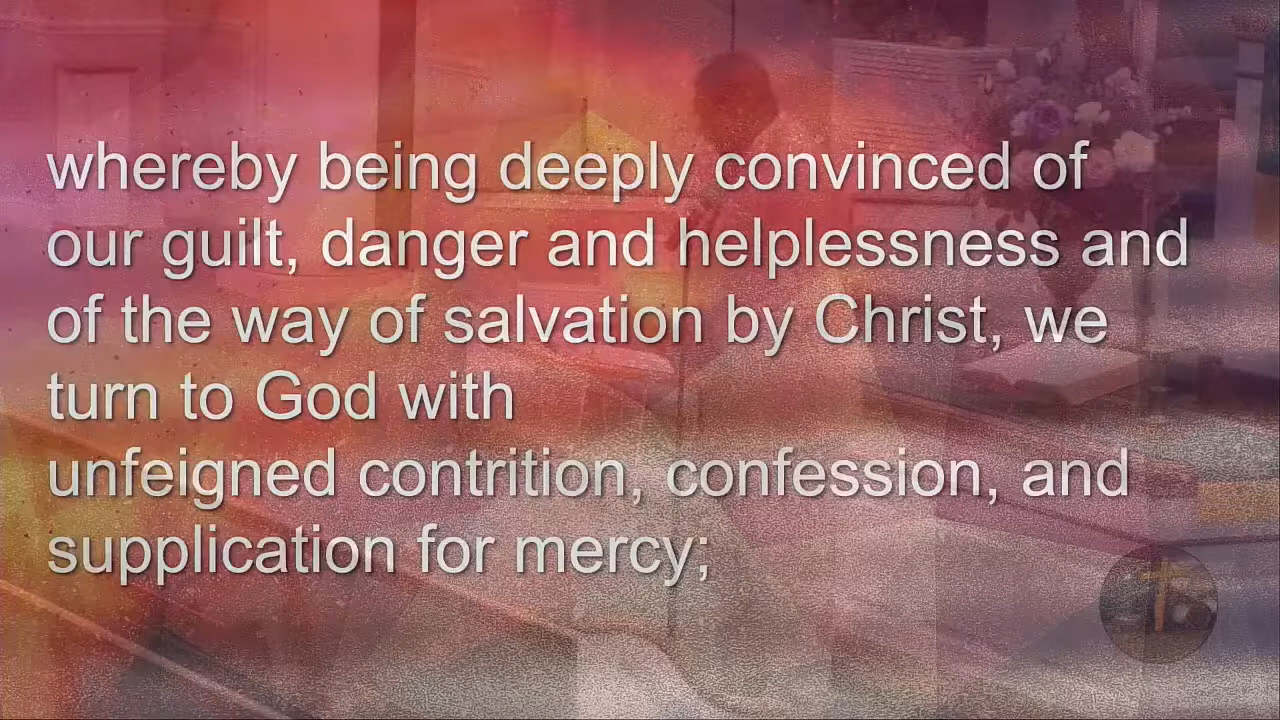 whereby being deeply convinced of
our guilt, danger and helplessness and
of the way of salvation by Christ, we
turn to God with
unfeigned contrition, confession, and
supplication for mercy;